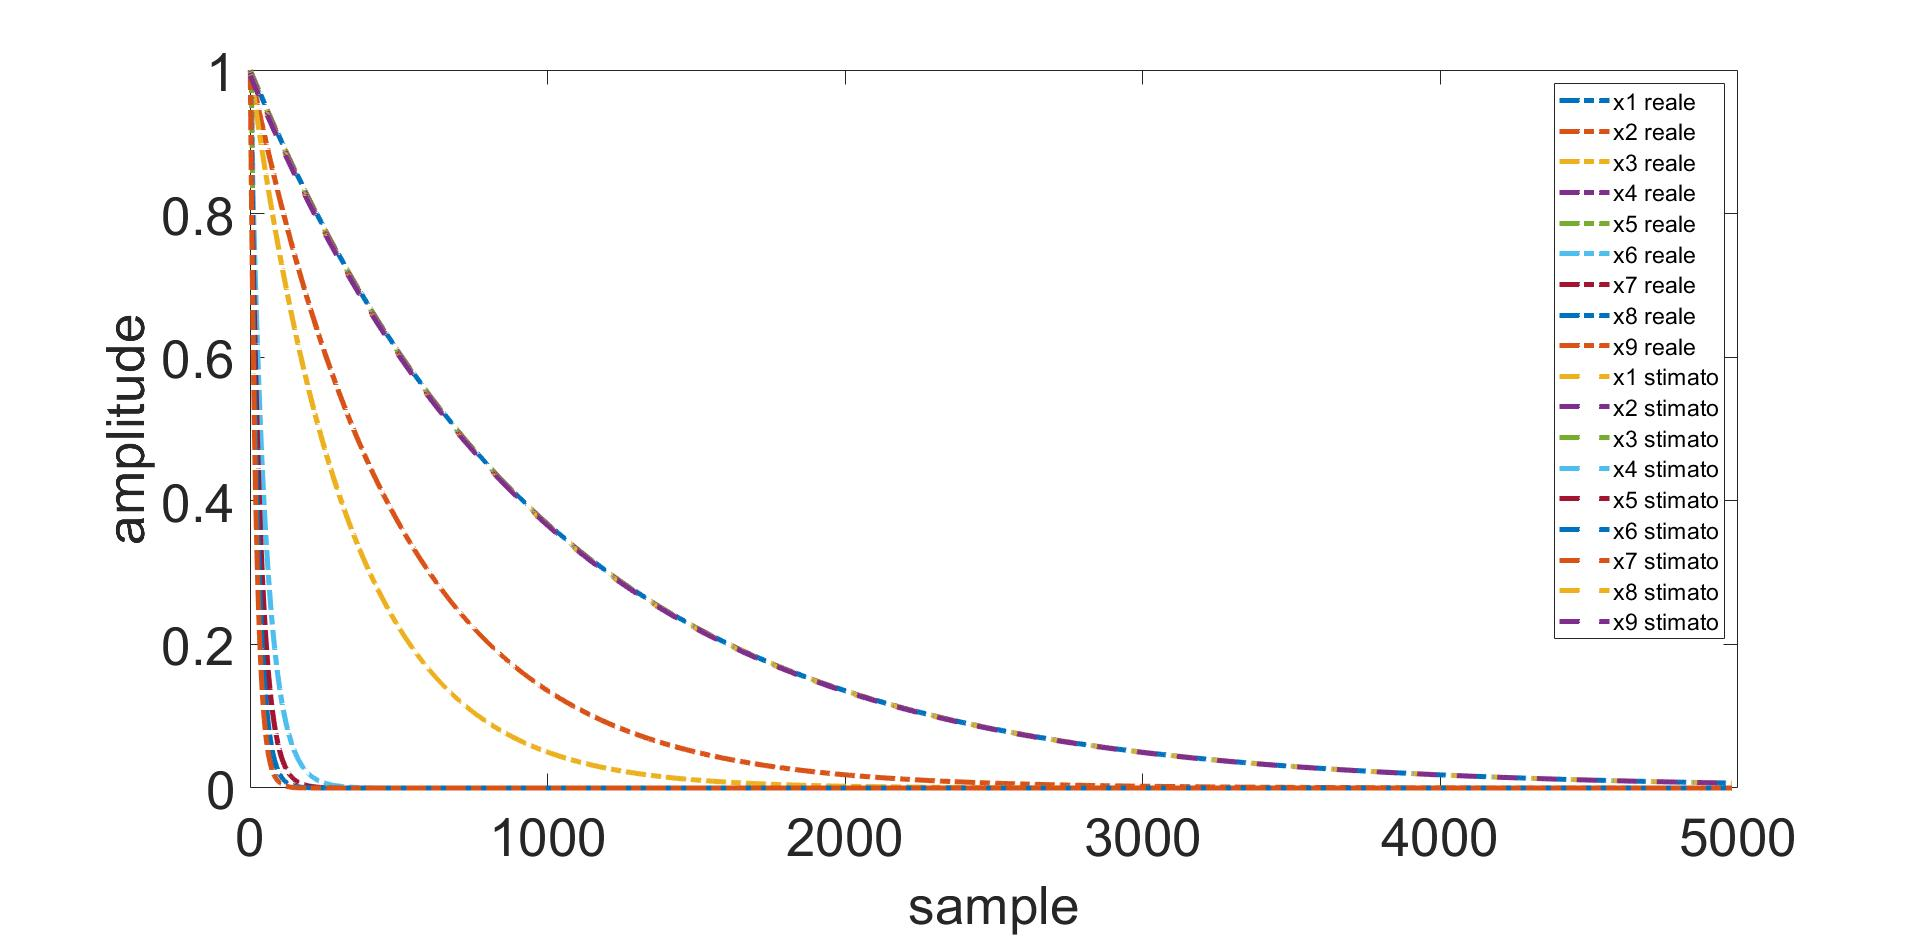 1
0.8
0.6
0.4
0.2
0
0
1000
2000
3000
4000
5000
amplitude
sample
x1 reale
x2 reale
x3 reale
x4 reale
x5 reale
x6 reale
x7 reale
x8 reale
x9 reale
x1 stimato
x2 stimato
x3 stimato
x4 stimato
x5 stimato
x6 stimato
x7 stimato
x8 stimato
x9 stimato